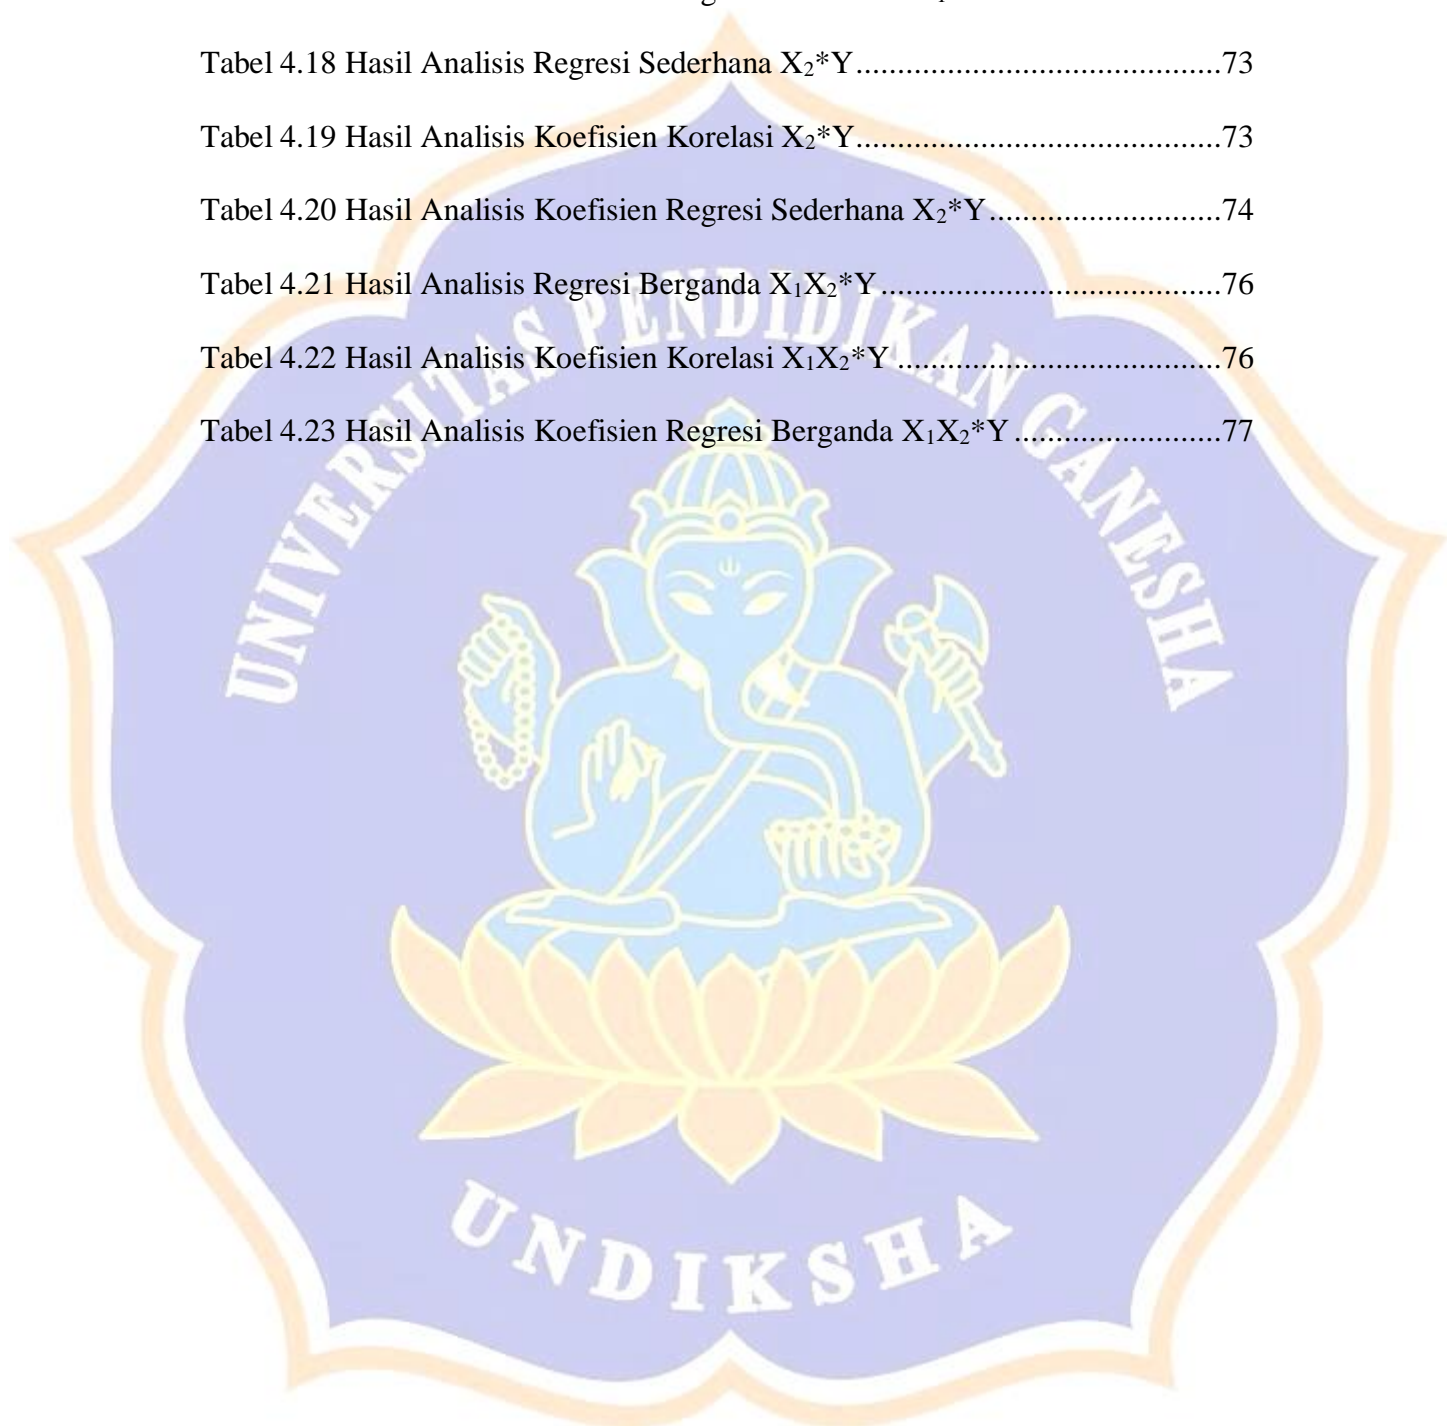 Tabel 4.18 Hasil Analisis Regresi Sederhana X₂*Y............................................73
Tabel 4.19 Hasil Analisis Koefisien Korelasi X₂*Y............................................73
Tabel 4.20 Hasil Analisis Koefisien Regresi Sederhana X₂*Y............................74
Tabel 4.21 Hasil Analisis Regresi Berganda X₁X₂*Y.........................................76
Tabel 4.22 Hasil Analisis Koefisien Korelasi X₁X₂*Y.......................................76
Tabel 4.23 Hasil Analisis Koefisien Regresi Berganda X₁X₂*Y.........................77
UNIVERSITAS PENDIDIKAN GANESHA
UNDIKSHA